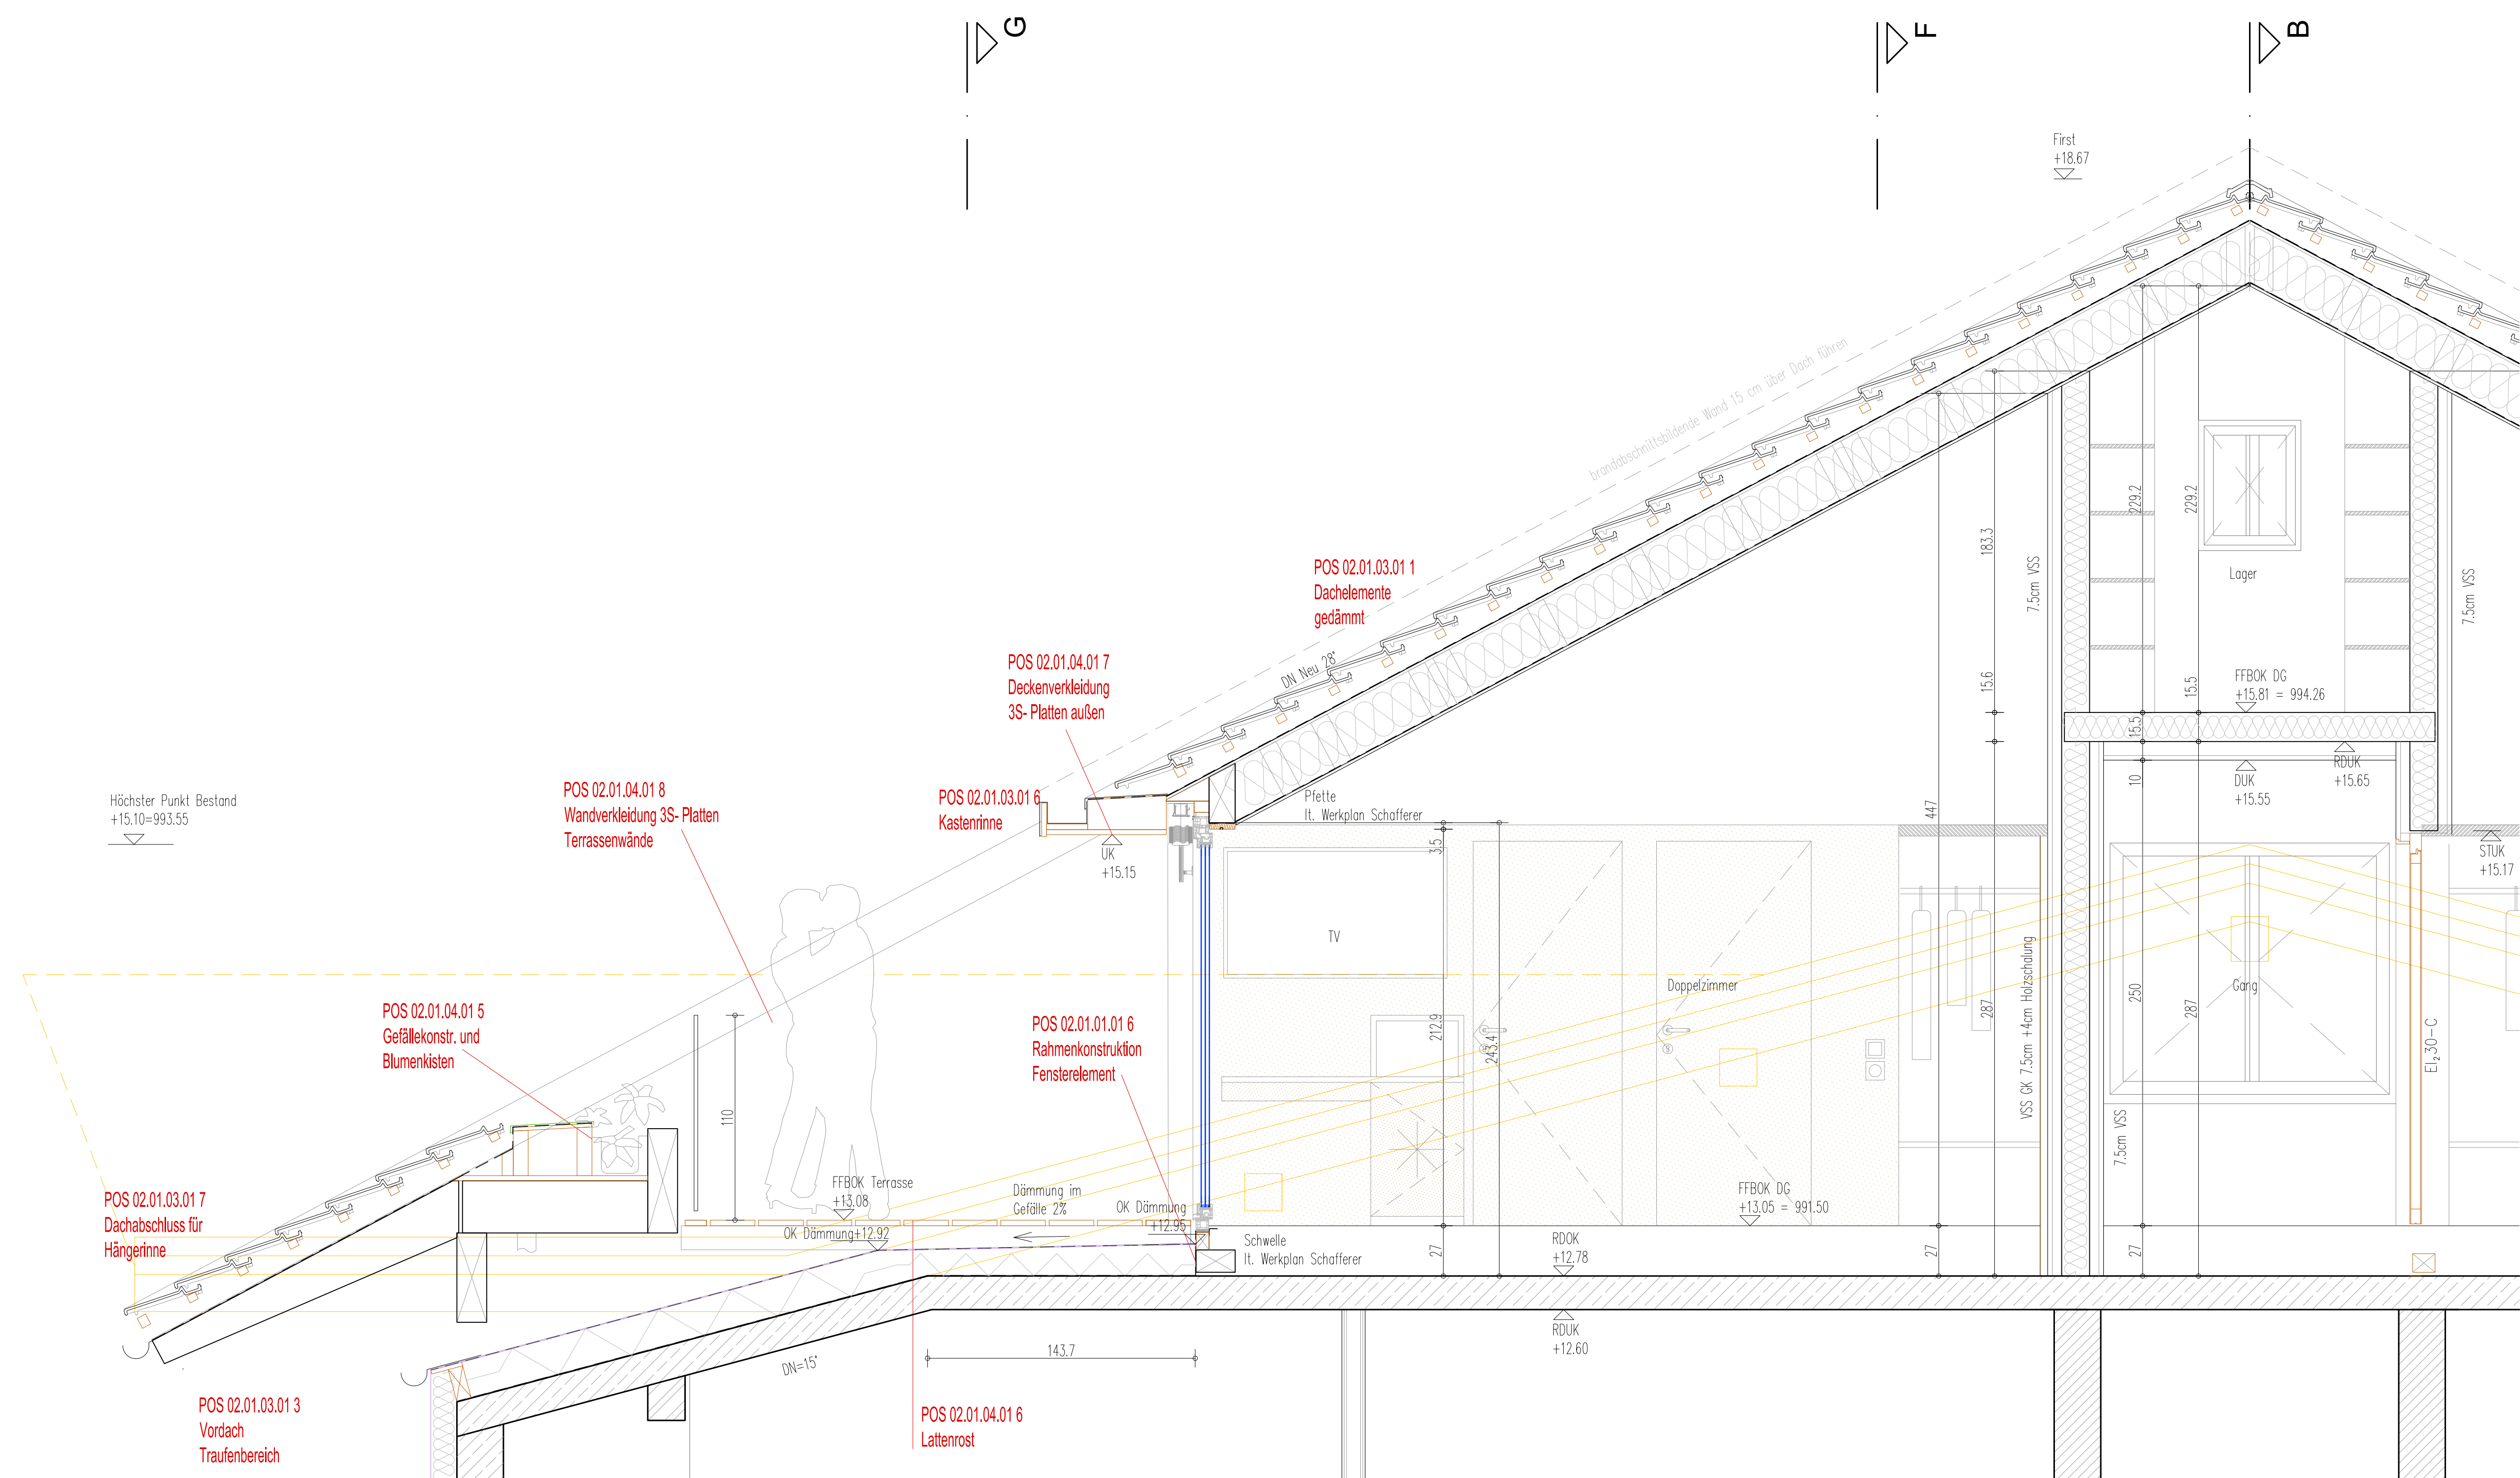 G
F
B
First
+18.67
brandabschnittsbildende Wand 15 cm über Dach führen
DN Neu 28°
POS 02.01.03.01 1
Dachelemente
gedämmt
POS 02.01.04.01 7
Deckenverkleidung
3S- Platten außen
POS 02.01.04.01 8
Wandverkleidung 3S- Platten
Terrassenwände
POS 02.01.03.01 6
Kastenrinne
Höchster Punkt Bestand
+15.10=993.55
UK
+15.15
Pfette
lt. Werkplan Schafferer
229.2
229.2
183.3
7.5cm VSS
Lager
7.5cm VSS
15.6
15.5
15.5
FFBOK DG
+15.81 = 994.26
10
DUK
+15.55
RDUK
+15.65
STUK
+15.17
447
3.5
TV
Doppelzimmer
212.9
243.4
287
VSS GK 7.5cm +4cm Holzschalung
250
287
Gang
EI₂30-C
7.5cm VSS
POS 02.01.04.01 5
Gefällekonstr. und
Blumenkisten
POS 02.01.01.01 6
Rahmenkonstruktion
Fensterelement
110
POS 02.01.03.01 7
Dachabschluss für
Hängerinne
FFBOK Terrasse
+13.08
OK Dämmung+12.92
Dämmung im
Gefälle 2%
OK Dämmung
+12.95
Schwelle
lt. Werkplan Schafferer
FFBOK DG
+13.05 = 991.50
27
RDOK
+12.78
27
27
RDUK
+12.60
143.7
DN=15°
POS 02.01.03.01 3
Vordach
Traufenbereich
POS 02.01.04.01 6
Lattenrost